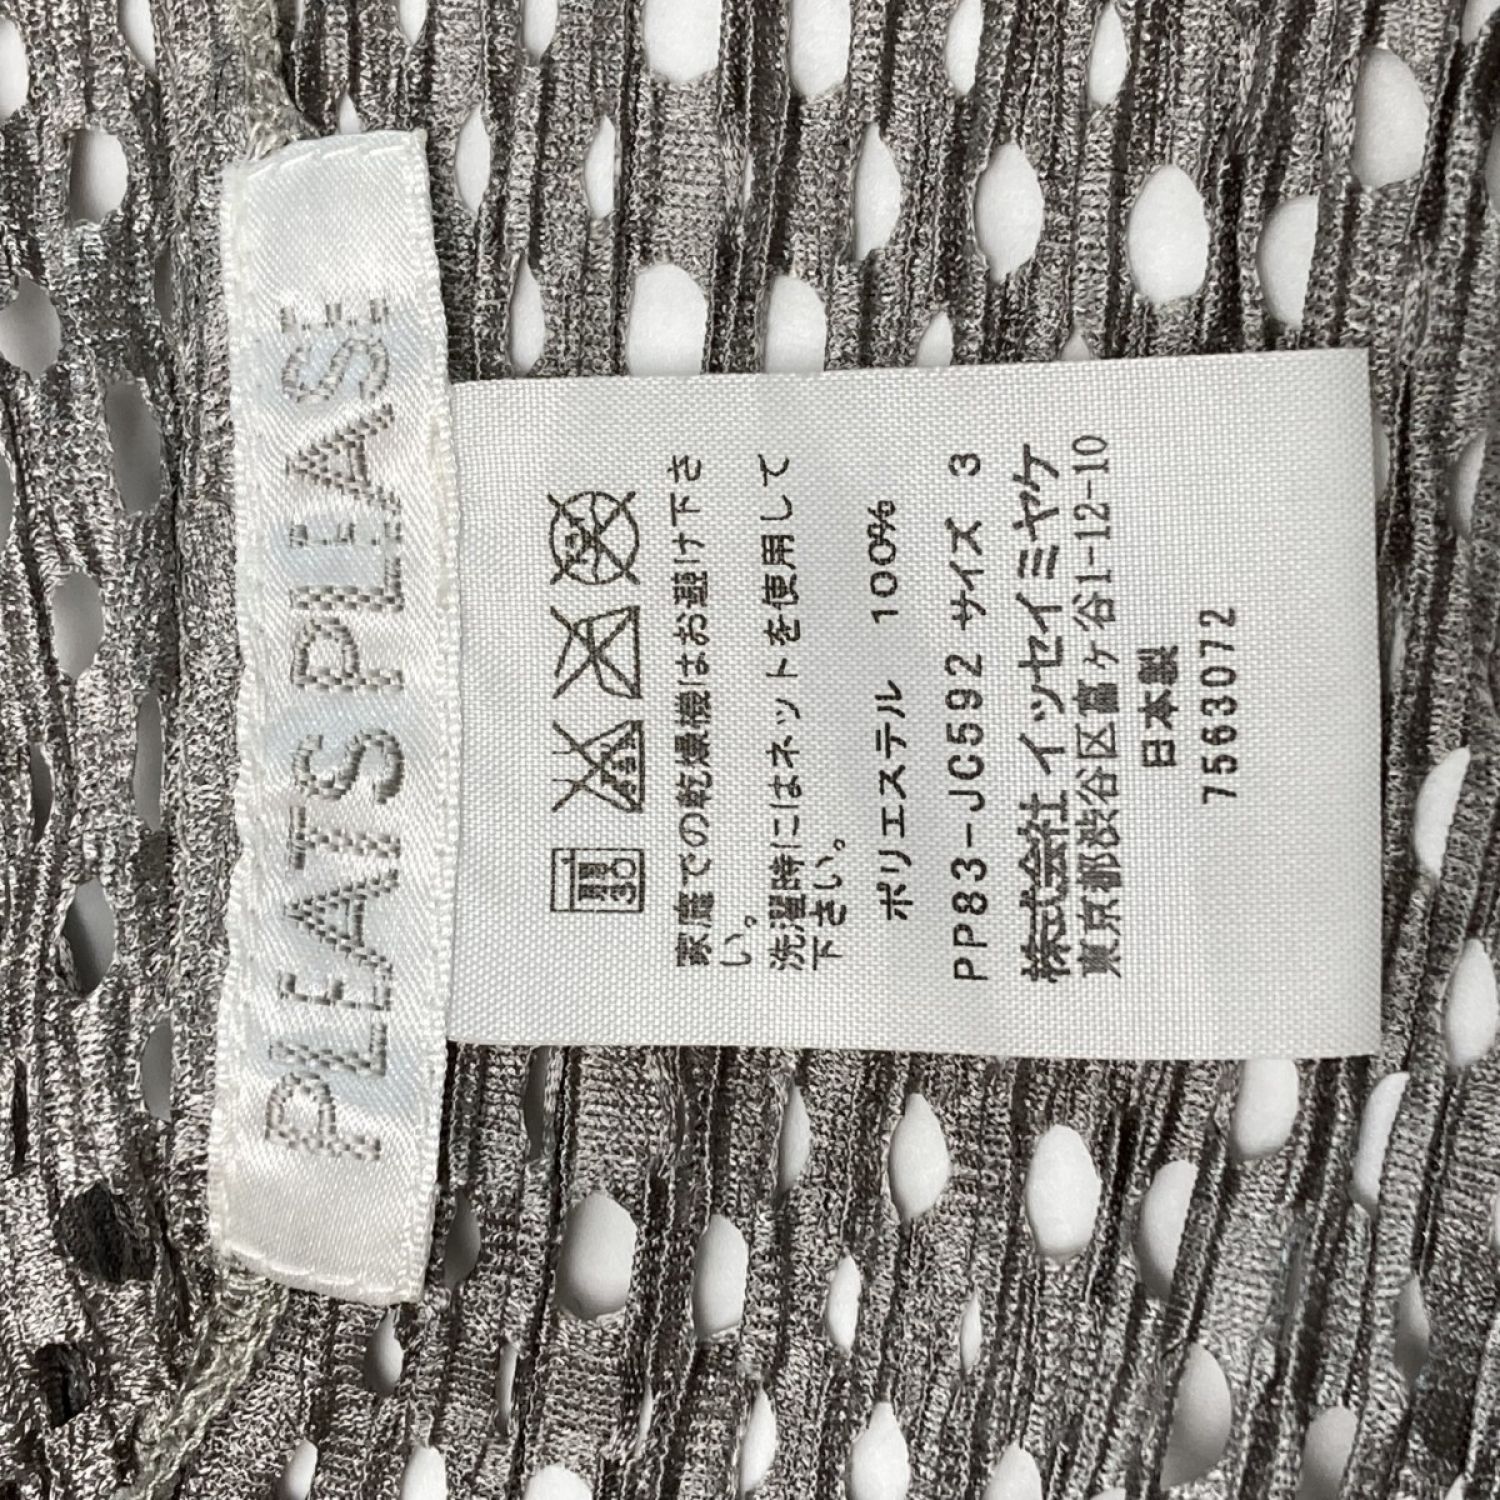 PLEATS PLEASE
弱 30
家庭での乾燥機はお避け下さ
い。
洗濯時にはネットを使用して
下さい。
ポリエステル 100%
PP83-JC592 サイズ 3
株式会社 イッセイミヤケ
東京都渋谷区富ヶ谷1-12-10
日本製
7563072